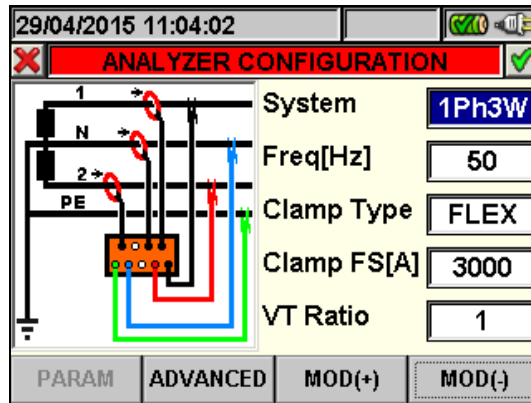 29/04/2015 11:04:02
ANALYZER CONFIGURATION
1
N
2
PE
System 1Ph3W
Freq[Hz] 50
Clamp Type FLEX
Clamp FS[A] 3000
VT Ratio 1
PARAM ADVANCED MOD(+) MOD(-)